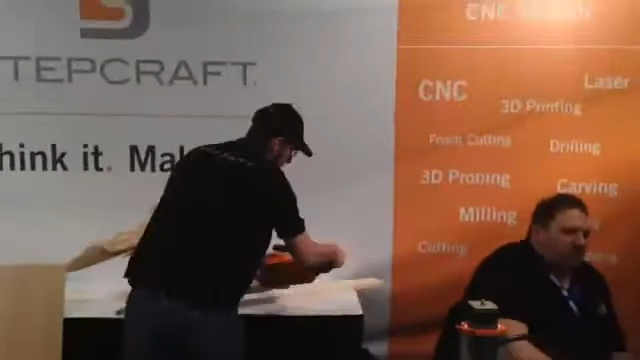 TEPCRAFT.
hink it. Mak
CNC
Laser
3D Printing
Foam Cutting
Drilling
3D Probing
Carving
Milling
Cutting